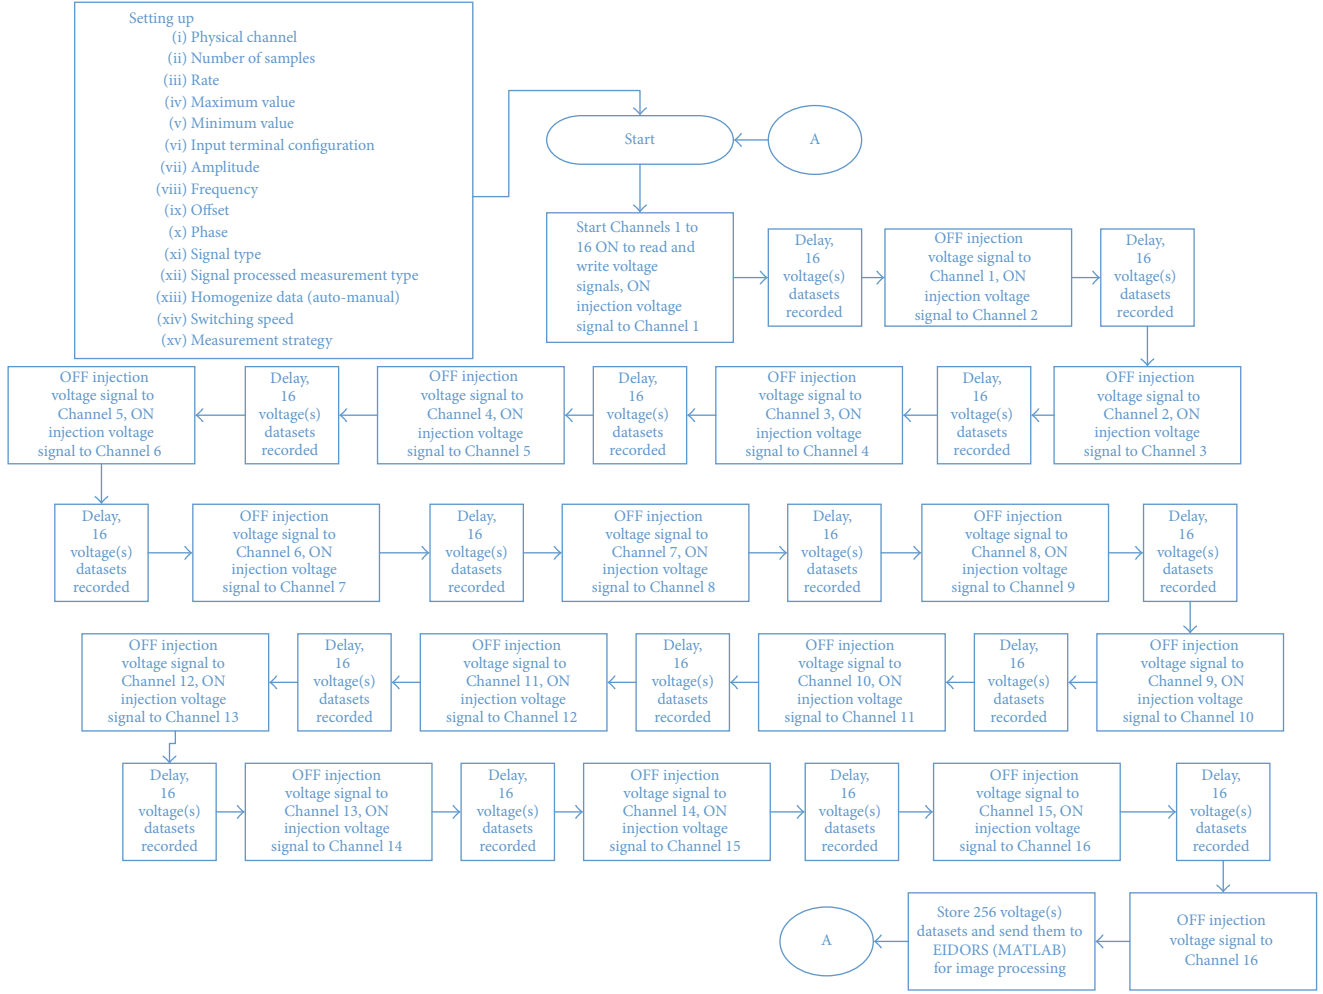 Setting up
(i) Physical channel
(ii) Number of samples
(iii) Rate
(iv) Maximum value
(v) Minimum value
(vi) Input terminal configuration
(vii) Amplitude
(viii) Frequency
(ix) Offset
(x) Phase
(xi) Signal type
(xii) Signal processed measurement type
(xiii) Homogenize data (auto-manual)
(xiv) Switching speed
(xv) Measurement strategy
Start
A
Start Channels 1 to
16 ON to read and
write voltage
signals, ON
injection voltage
signal to Channel 1
Delay,
16
voltage(s)
datasets
recorded
OFF injection
voltage signal to
Channel 1, ON
injection voltage
signal to Channel 2
Delay,
16
voltage(s)
datasets
recorded
OFF injection
voltage signal to
Channel 2, ON
injection voltage
signal to Channel 3
Delay,
16
voltage(s)
datasets
recorded
OFF injection
voltage signal to
Channel 3, ON
injection voltage
signal to Channel 4
Delay,
16
voltage(s)
datasets
recorded
OFF injection
voltage signal to
Channel 4, ON
injection voltage
signal to Channel 5
Delay,
16
voltage(s)
datasets
recorded
OFF injection
voltage signal to
Channel 5, ON
injection voltage
signal to Channel 6
Delay,
16
voltage(s)
datasets
recorded
OFF injection
voltage signal to
Channel 6, ON
injection voltage
signal to Channel 7
Delay,
16
voltage(s)
datasets
recorded
OFF injection
voltage signal to
Channel 7, ON
injection voltage
signal to Channel 8
Delay,
16
voltage(s)
datasets
recorded
OFF injection
voltage signal to
Channel 8, ON
injection voltage
signal to Channel 9
Delay,
16
voltage(s)
datasets
recorded
OFF injection
voltage signal to
Channel 9, ON
injection voltage
signal to Channel 10
Delay,
16
voltage(s)
datasets
recorded
OFF injection
voltage signal to
Channel 10, ON
injection voltage
signal to Channel 11
Delay,
16
voltage(s)
datasets
recorded
OFF injection
voltage signal to
Channel 11, ON
injection voltage
signal to Channel 12
Delay,
16
voltage(s)
datasets
recorded
OFF injection
voltage signal to
Channel 12, ON
injection voltage
signal to Channel 13
Delay,
16
voltage(s)
datasets
recorded
OFF injection
voltage signal to
Channel 13, ON
injection voltage
signal to Channel 14
Delay,
16
voltage(s)
datasets
recorded
OFF injection
voltage signal to
Channel 14, ON
injection voltage
signal to Channel 15
Delay,
16
voltage(s)
datasets
recorded
OFF injection
voltage signal to
Channel 15, ON
injection voltage
signal to Channel 16
Delay,
16
voltage(s)
datasets
recorded
OFF injection
voltage signal to
Channel 16
Store 256 voltage(s)
datasets and send them to
EIDORS (MATLAB)
for image processing
A